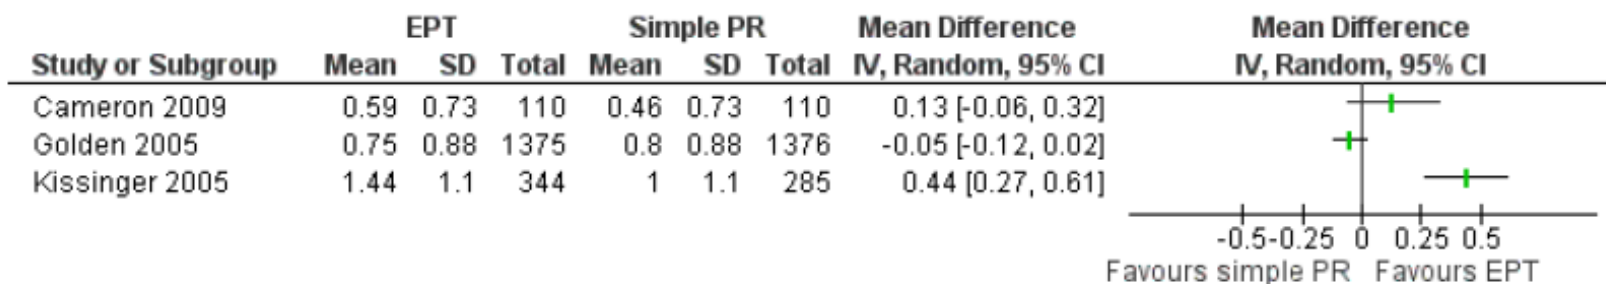 EPT Simple PR Mean Difference Mean Difference
Study or Subgroup Mean SD Total Mean SD Total IV, Random, 95% CI IV, Random, 95% CI
Cameron 2009 0.59 0.73 110 0.46 0.73 110 0.13 [-0.06, 0.32]
Golden 2005 0.75 0.88 1375 0.8 0.88 1376 -0.05 [-0.12, 0.02]
Kissinger 2005 1.44 1.1 344 1 1.1 285 0.44 [0.27, 0.61]
-0.5 -0.25 0 0.25 0.5
Favours simple PR Favours EPT